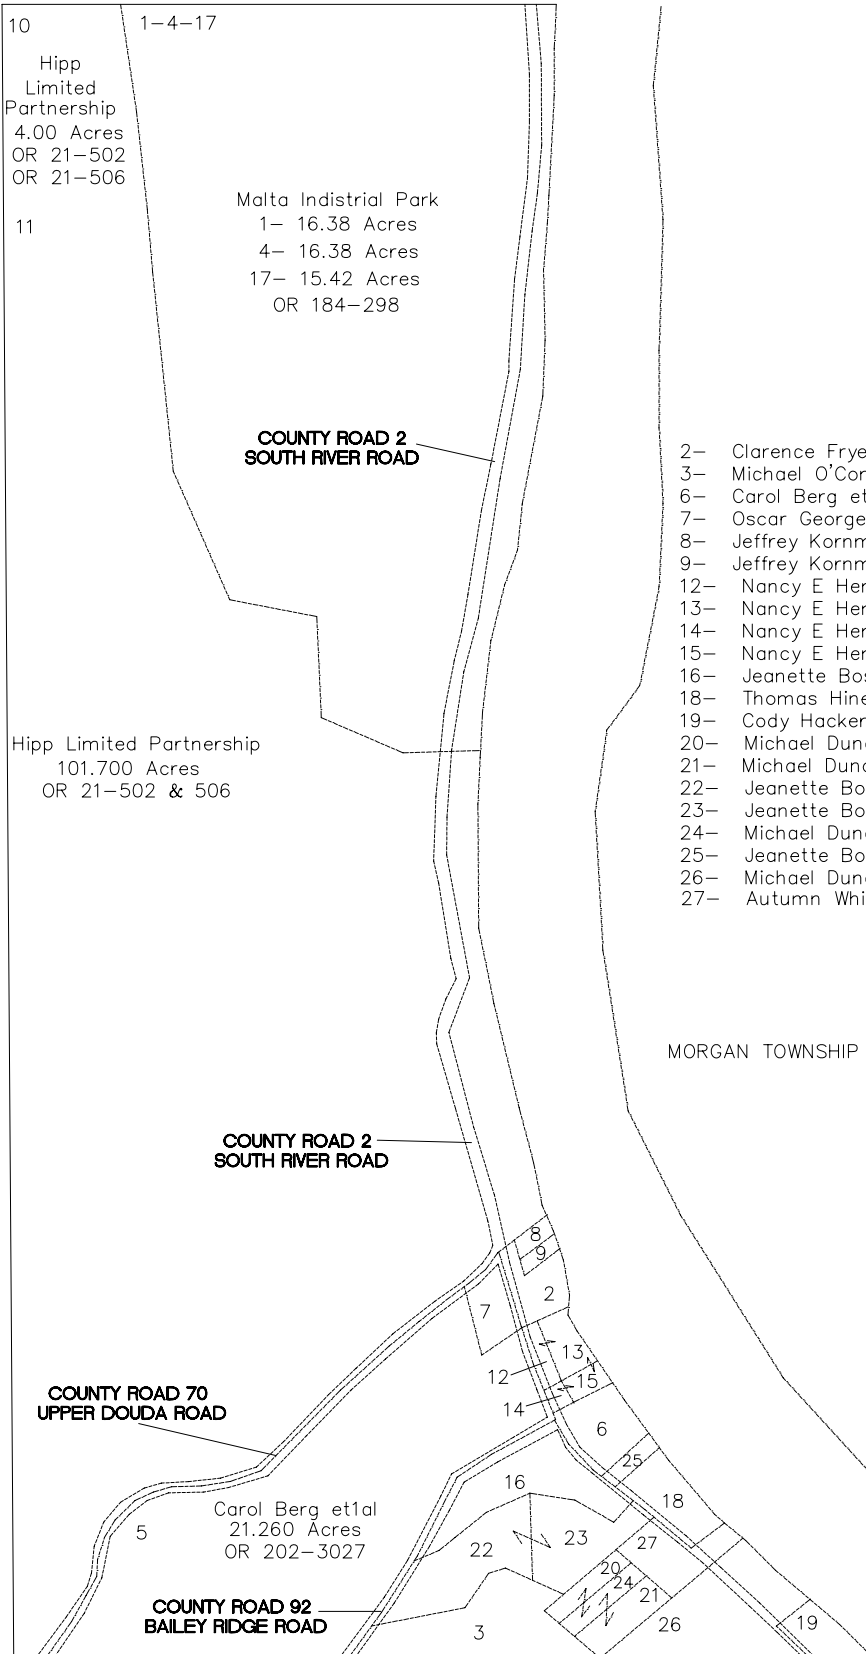 10
1-4-17
Hipp
Limited
Partnership
4.00 Acres
OR 21-502
OR 21-506
11
Malta Indistrial Park
1- 16.38 Acres
4- 16.38 Acres
17- 15.42 Acres
OR 184-298
COUNTY ROAD 2
SOUTH RIVER ROAD
2- Clarence Frye
3- Michael O'Cor
6- Carol Berg et
7- Oscar George
8- Jeffrey Kornm
9- Jeffrey Kornm
12- Nancy E Her
13- Nancy E Her
14- Nancy E Her
15- Nancy E Her
16- Jeanette Bos
18- Thomas Hine
19- Cody Hacker
20- Michael Dunc
21- Michael Dunc
22- Jeanette Bo
23- Jeanette Bo
24- Michael Dun
25- Jeanette Bo
26- Michael Dun
27- Autumn Whi
Hipp Limited Partnership
101.700 Acres
OR 21-502 & 506
MORGAN TOWNSHIP
COUNTY ROAD 2
SOUTH RIVER ROAD
8
9
2
7
13
12
15
14
COUNTY ROAD 70
UPPER DOUDA ROAD
6
25
16
18
Carol Berg et1al
21.260 Acres
OR 202-3027
5
23
22
27
20
24
21
COUNTY ROAD 92
BAILEY RIDGE ROAD
3
26
19